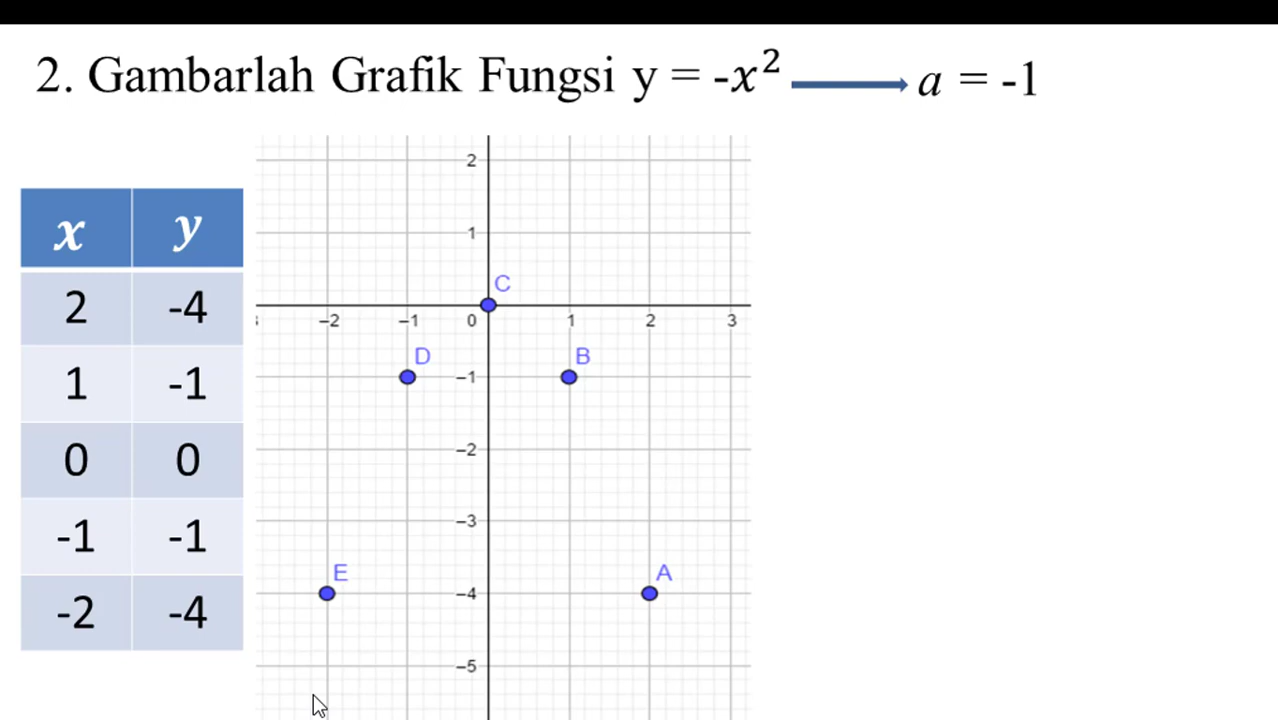 2. Gambarlah Grafik Fungsi y = -x² ⟶ a = -1
x y
2 -4
1 -1
0 0
-1 -1
-2 -4
2
1
C
−2 −1 0 1 2 3
D B
−1
−2
−3
E A
−4
−5